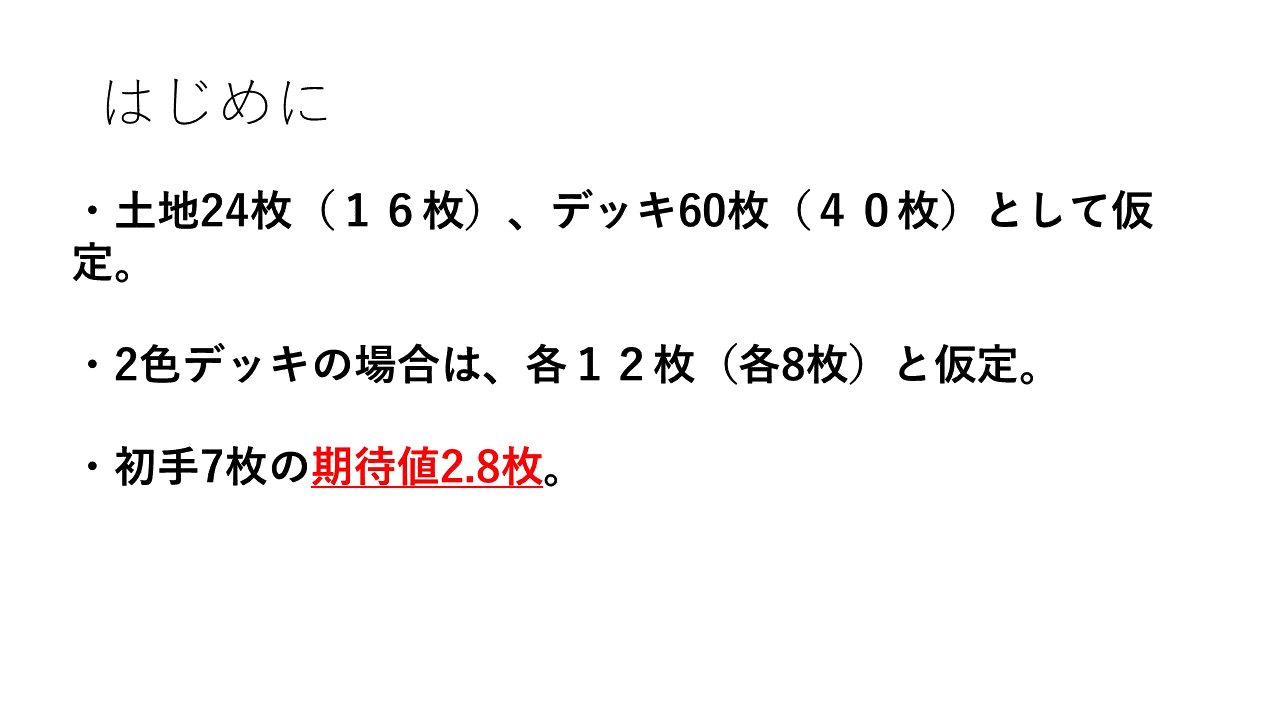 はじめに
・土地24枚（１６枚）、デッキ60枚（４０枚）として仮
定。
・2色デッキの場合は、各１２枚（各8枚）と仮定。
・初手7枚の期待値2.8枚。